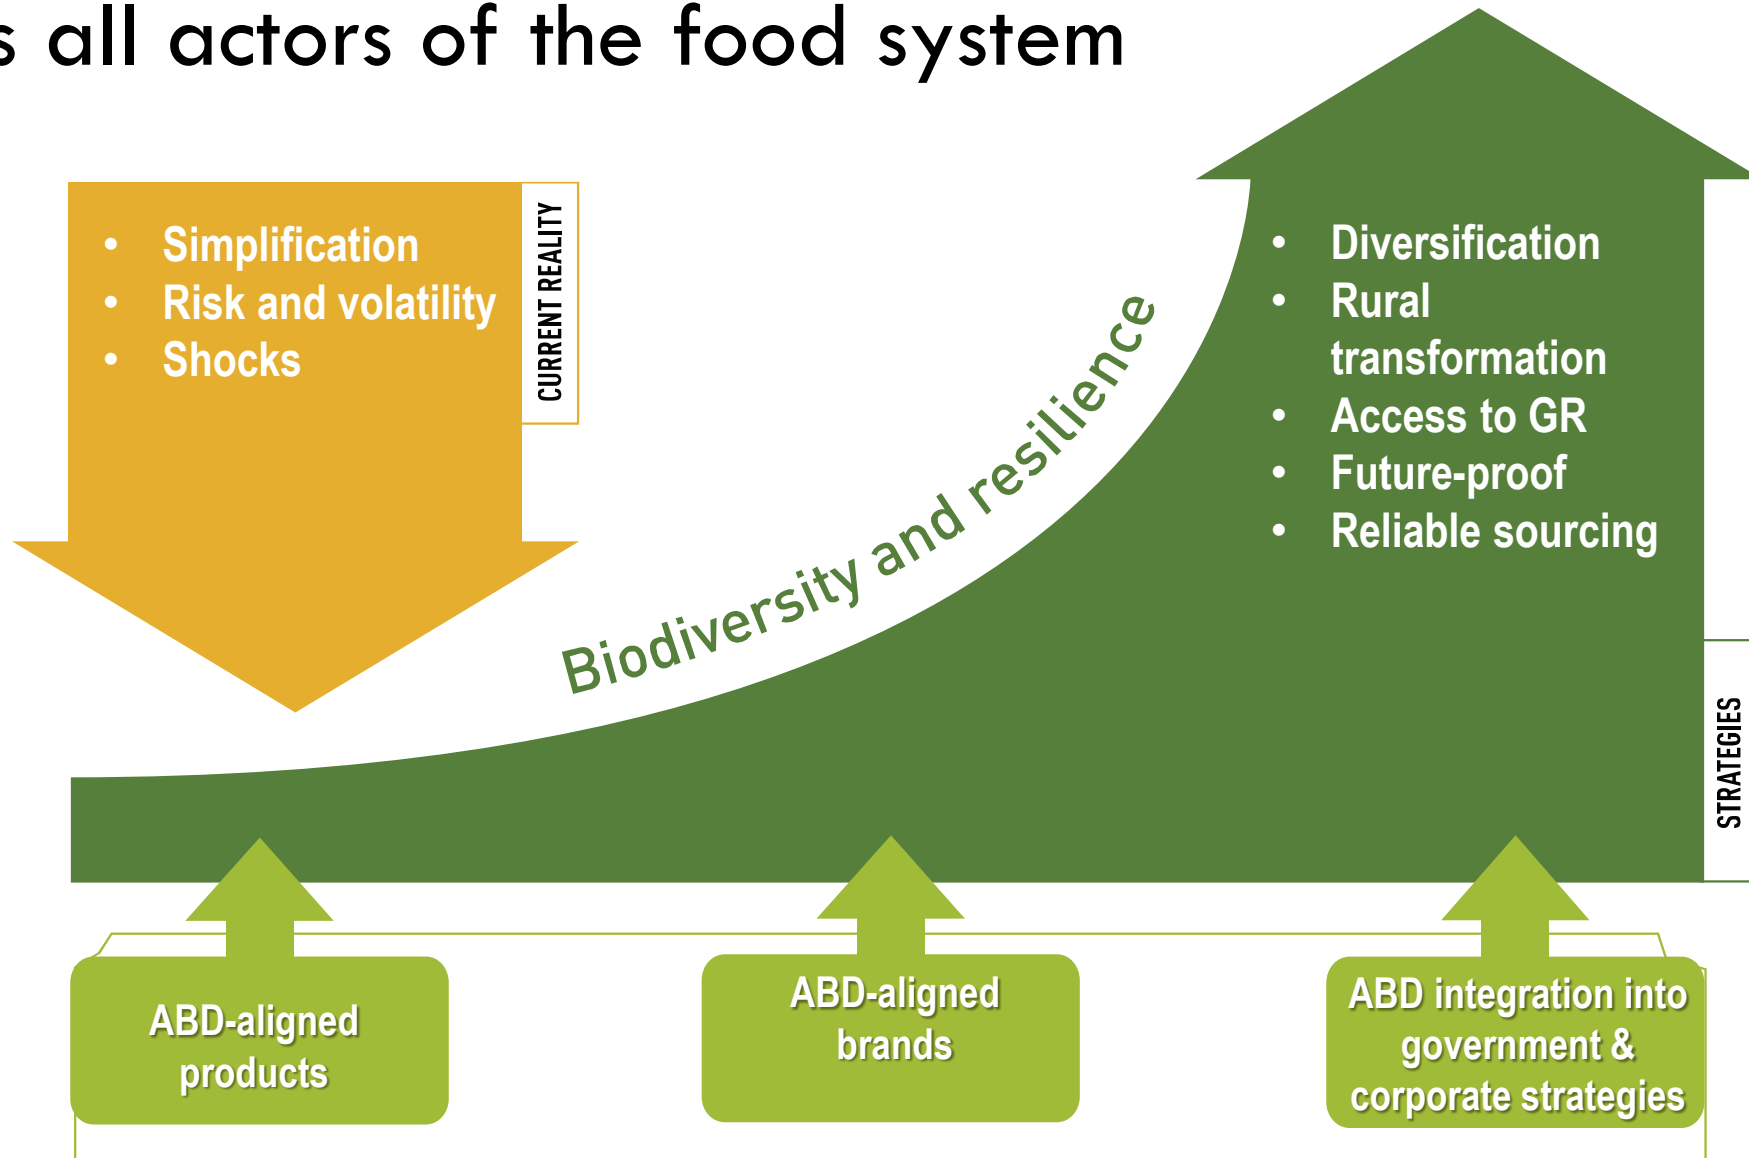 s all actors of the food system
• Simplification
• Risk and volatility
• Shocks
CURRENT REALITY
Biodiversity and resilience
• Diversification
• Rural
transformation
• Access to GR
• Future-proof
• Reliable sourcing
STRATEGIES
ABD-aligned
products
ABD-aligned
brands
ABD integration into
government &
corporate strategies